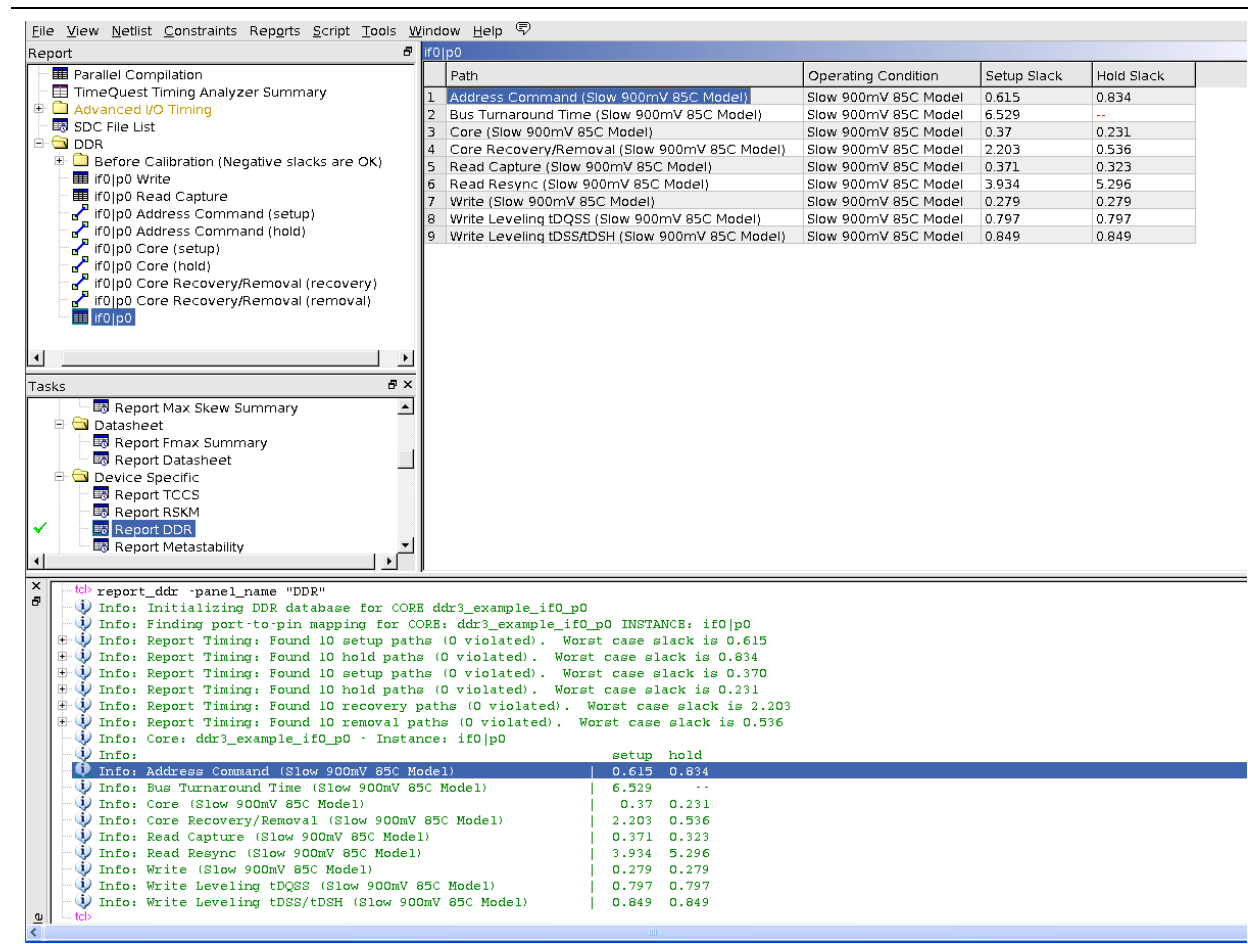 File View Netlist Constraints Reports Script Tools Window Help
Report
Parallel Compilation
TimeQuest Timing Analyzer Summary
Advanced I/O Timing
SDC File List
DDR
Before Calibration (Negative slacks are OK)
if0|p0 Write
if0|p0 Read Capture
if0|p0 Address Command (setup)
if0|p0 Address Command (hold)
if0|p0 Core (setup)
if0|p0 Core (hold)
if0|p0 Core Recovery/Removal (recovery)
if0|p0 Core Recovery/Removal (removal)
if0|p0
if0|p0
Path Operating Condition Setup Slack Hold Slack
1 Address Command (Slow 900mV 85C Model) Slow 900mV 85C Model 0.615 0.834
2 Bus Turnaround Time (Slow 900mV 85C Model) Slow 900mV 85C Model 6.529 --
3 Core (Slow 900mV 85C Model) Slow 900mV 85C Model 0.37 0.231
4 Core Recovery/Removal (Slow 900mV 85C Model) Slow 900mV 85C Model 2.203 0.536
5 Read Capture (Slow 900mV 85C Model) Slow 900mV 85C Model 0.371 0.323
6 Read Resync (Slow 900mV 85C Model) Slow 900mV 85C Model 3.934 5.296
7 Write (Slow 900mV 85C Model) Slow 900mV 85C Model 0.279 0.279
8 Write Leveling tDQSS (Slow 900mV 85C Model) Slow 900mV 85C Model 0.797 0.797
9 Write Leveling tDSS/tDSH (Slow 900mV 85C Model) Slow 900mV 85C Model 0.849 0.849
Tasks
Report Max Skew Summary
Datasheet
Report Fmax Summary
Report Datasheet
Device Specific
Report TCCS
Report RSKM
Report DDR
Report Metastability
tcl> report_ddr -panel_name "DDR"
Info: Initializing DDR database for CORE ddr3_example_if0_p0
Info: Finding port-to-pin mapping for CORE: ddr3_example_if0_p0 INSTANCE: if0|p0
Info: Report Timing: Found 10 setup paths (0 violated). Worst case slack is 0.615
Info: Report Timing: Found 10 hold paths (0 violated). Worst case slack is 0.834
Info: Report Timing: Found 10 setup paths (0 violated). Worst case slack is 0.370
Info: Report Timing: Found 10 hold paths (0 violated). Worst case slack is 0.231
Info: Report Timing: Found 10 recovery paths (0 violated). Worst case slack is 2.203
Info: Report Timing: Found 10 removal paths (0 violated). Worst case slack is 0.536
Info: Core: ddr3_example_if0_p0 - Instance: if0|p0
Info: setup hold
Info: Address Command (Slow 900mV 85C Model) | 0.615 0.834
Info: Bus Turnaround Time (Slow 900mV 85C Model) | 6.529 --
Info: Core (Slow 900mV 85C Model) | 0.37 0.231
Info: Core Recovery/Removal (Slow 900mV 85C Model) | 2.203 0.536
Info: Read Capture (Slow 900mV 85C Model) | 0.371 0.323
Info: Read Resync (Slow 900mV 85C Model) | 3.934 5.296
Info: Write (Slow 900mV 85C Model) | 0.279 0.279
Info: Write Leveling tDQSS (Slow 900mV 85C Model) | 0.797 0.797
Info: Write Leveling tDSS/tDSH (Slow 900mV 85C Model) | 0.849 0.849
tcl>